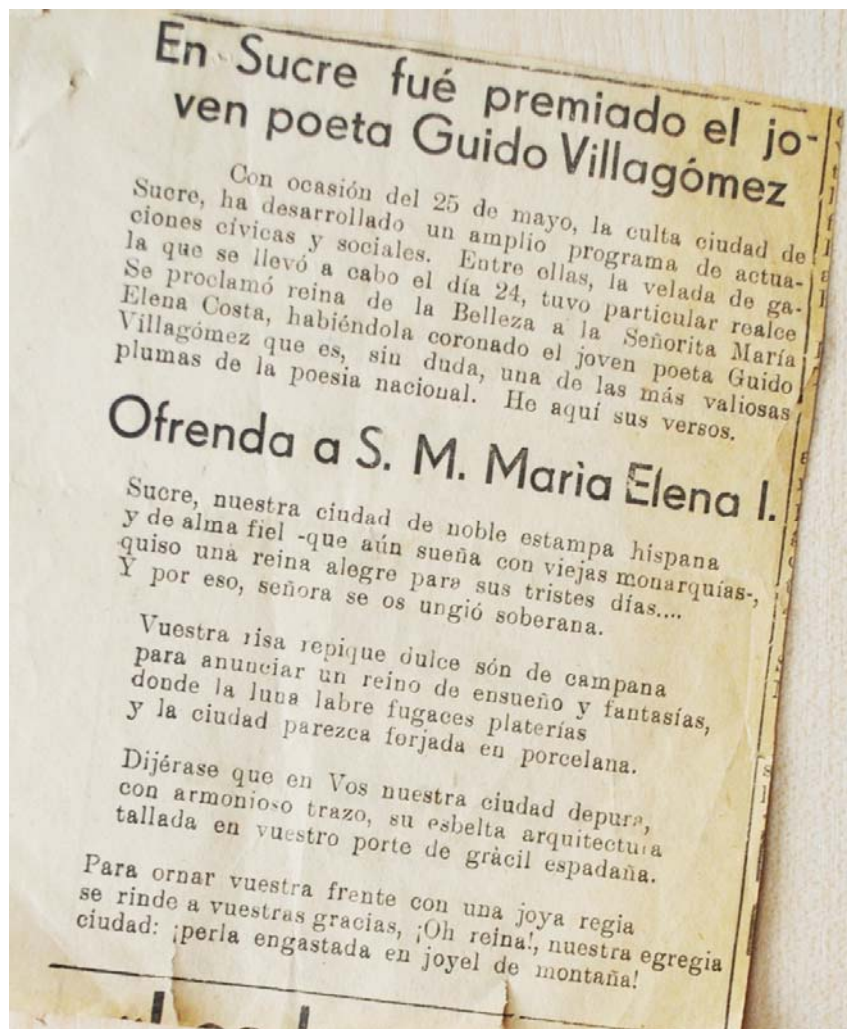 En Sucre fué premiado el jo-
ven poeta Guido Villagómez
Con ocasión del 25 de mayo, la culta ciudad de
Sucre, ha desarrollado un amplio programa de actua-
ciones cívicas y sociales. Entre ellas, la velada de ga-
la que se llevó a cabo el día 24, tuvo particular realce
Se proclamó reina de la Belleza a la Señorita María
Elena Costa, habiéndola coronado el joven poeta Guido
Villagómez que es, sin duda, una de las más valiosas
plumas de la poesia nacional. He aquí sus versos.
Ofrenda a S. M. Marìa Elena I.
Sucre, nuestra ciudad de noble estampa hispana
y de alma fiel -que aún sueña con viejas monarquías-,
quiso una reina alegre para sus tristes días....
Y por eso, señora se os ungió soberana.
Vuestra risa repique dulce són de campana
para anunciar un reino de ensueño y fantasías,
donde la luna labre fugaces platerías
y la ciudad parezca forjada en porcelana.
Dijérase que en Vos nuestra ciudad depura,
con armonioso trazo, su esbelta arquitectura
tallada en vuestro porte de gràcil espadaña.
Para ornar vuestra frente con una joya regia
se rinde a vuestras gracias, ¡Oh reina!, nuestra egregia
ciudad: ¡perla engastada en joyel de montaña!